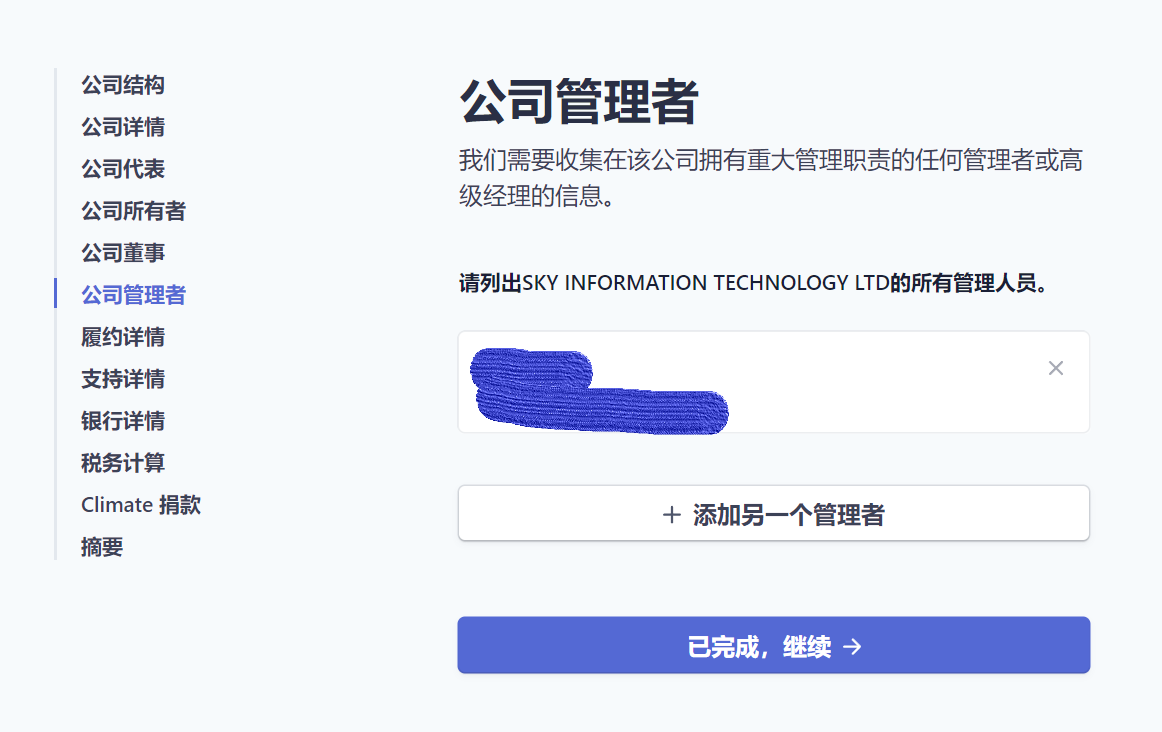 公司结构
公司详情
公司代表
公司所有者
公司董事
公司管理者
履约详情
支持详情
银行详情
税务计算
Climate 捐款
摘要
公司管理者
我们需要收集在该公司拥有重大管理职责的任何管理者或高
级经理的信息。
请列出SKY INFORMATION TECHNOLOGY LTD的所有管理人员。
添加另一个管理者
已完成，继续 →